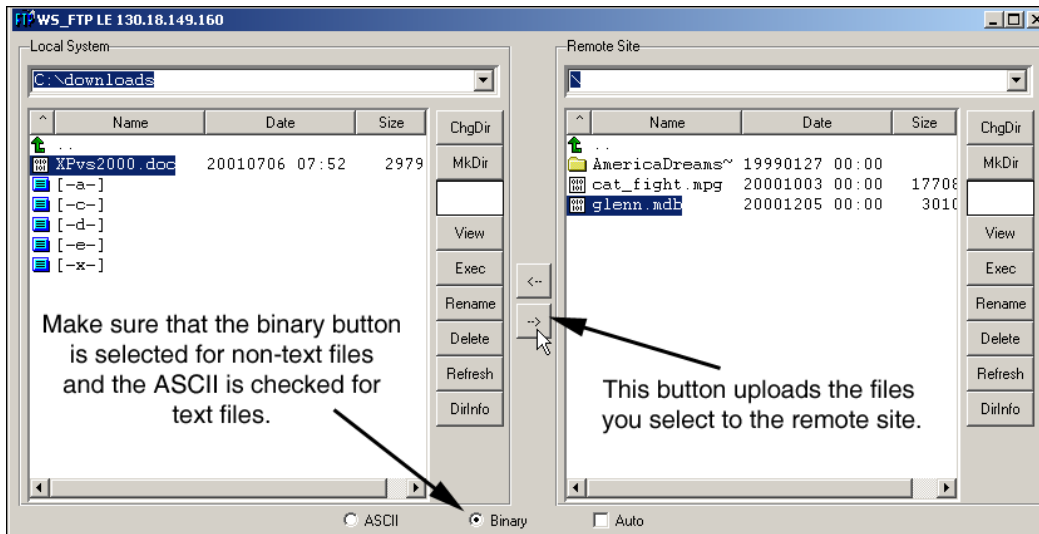 WS_FTP LE 130.18.149.160
Local System
Remote Site
C:\downloads
\
^ Name Date Size
ChgDir
^ Name Date Size
ChgDir
..
..
XPvs2000.doc 20010706 07:52 2979
MkDir
AmericaDreams~ 19990127 00:00
MkDir
[-a-]
cat_fight.mpg 20001003 00:00 17708
[-c-]
glenn.mdb 20001205 00:00 3010
[-d-]
View
View
[-e-]
[-x-]
Exec
Exec
<--
Rename
Rename
-->
Make sure that the binary button
is selected for non-text files
and the ASCII is checked for
text files.
Delete
Delete
Refresh
Refresh
This button uploads the files
you select to the remote site.
DirInfo
DirInfo
ASCII
Binary
Auto